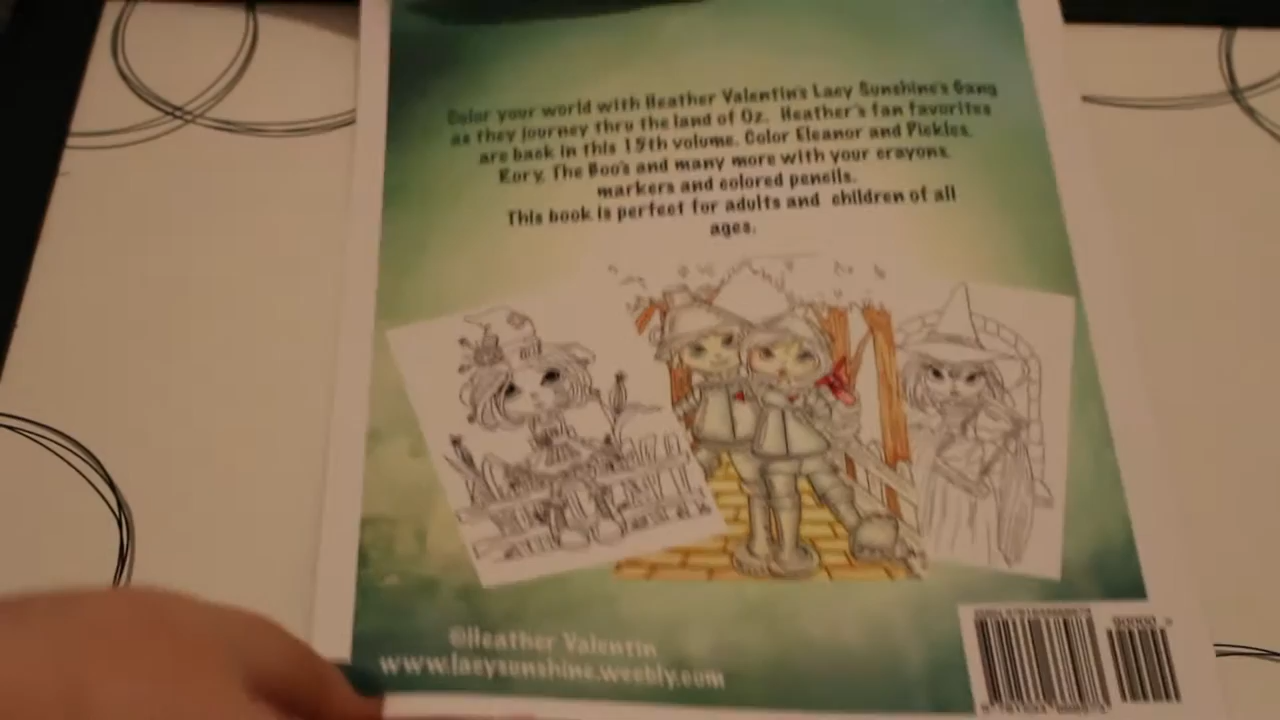 Color your world with Heather Valentin's Lacy Sunshine's Gang
as they journey thru the land of Oz. Heather's fan favorites
are back in this 15th volume. Color Eleanor and Pickles,
Rory, The Boo's and many more with your crayons,
markers and colored pencils.
This book is perfect for adults and children of all
ages.
©Heather Valentin
www.lacysunshine.weebly.com